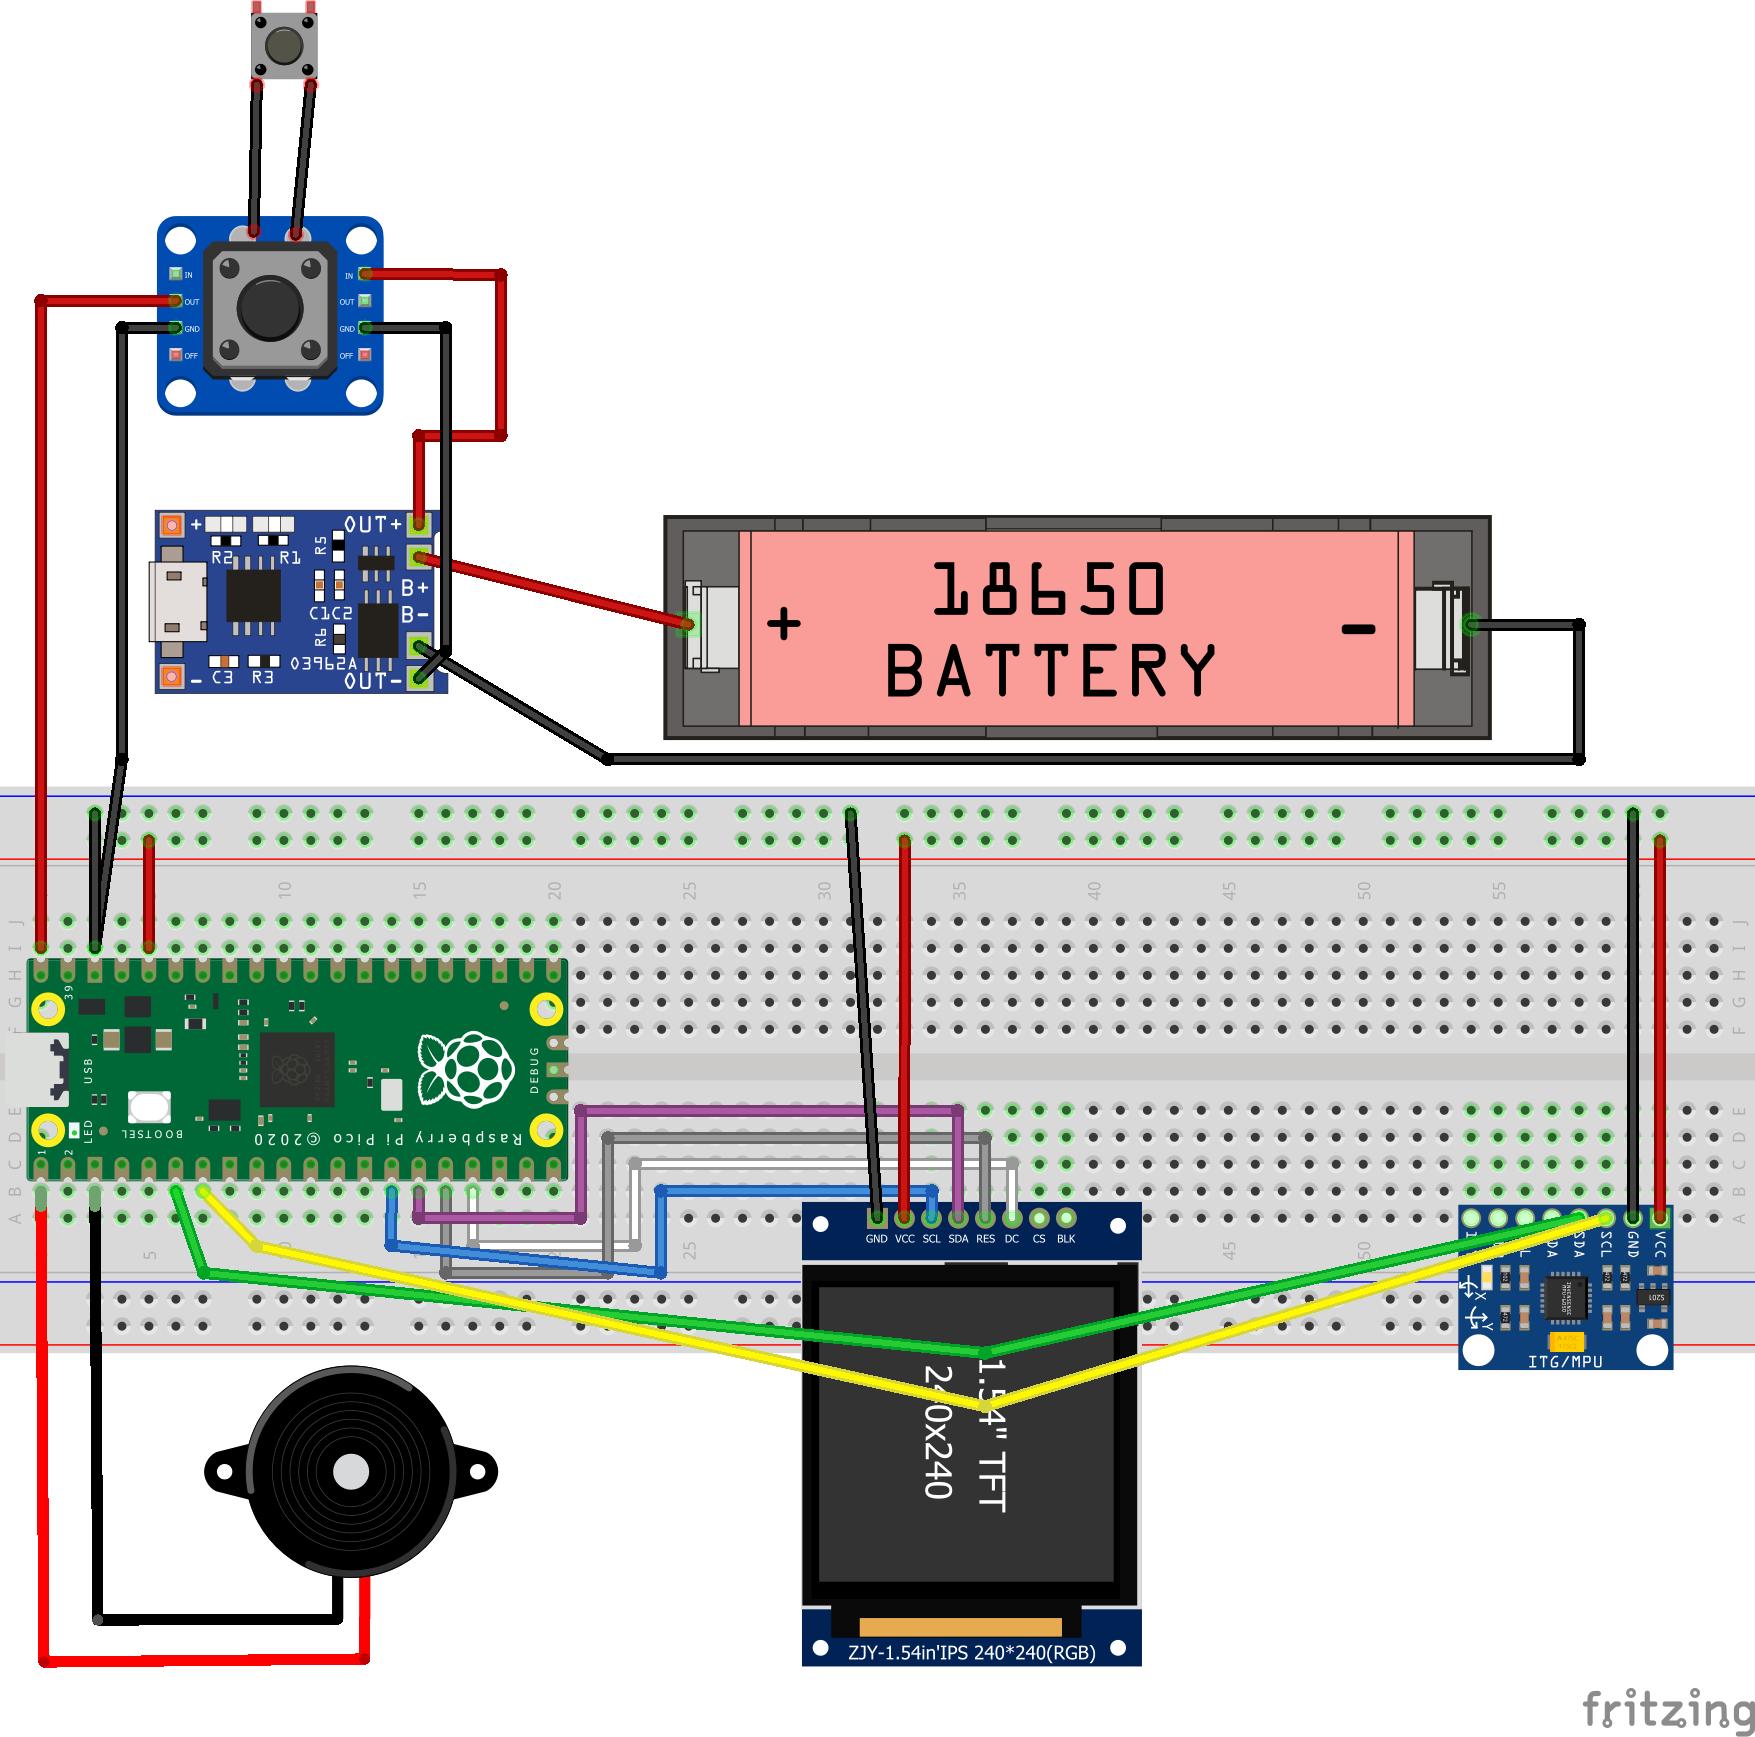 IN
OUT
GND
OFF
IN
OUT
GND
OFF
+
R2
R1
R5
OUT+
B+
B-
C1C2
R6
03962A
-
C3
R3
OUT-
+
18650
BATTERY
-
10
15
20
25
30
35
40
45
50
55
J
I
H
G
F
J
I
H
G
F
39
USB
DEBUG
BOOTSEL
LED
1
2
Raspberry Pi Pico ©2020
E
D
C
B
A
E
D
C
B
A
5
25
45
50
GND
VCC
SCL
SDA
RES
DC
CS
BLK
1.54" TFT
240x240
ZJY-1.54in'IPS 240*240(RGB)
SDA
SCL
GND
VCC
X
Y
ITG/MPU
fritzing